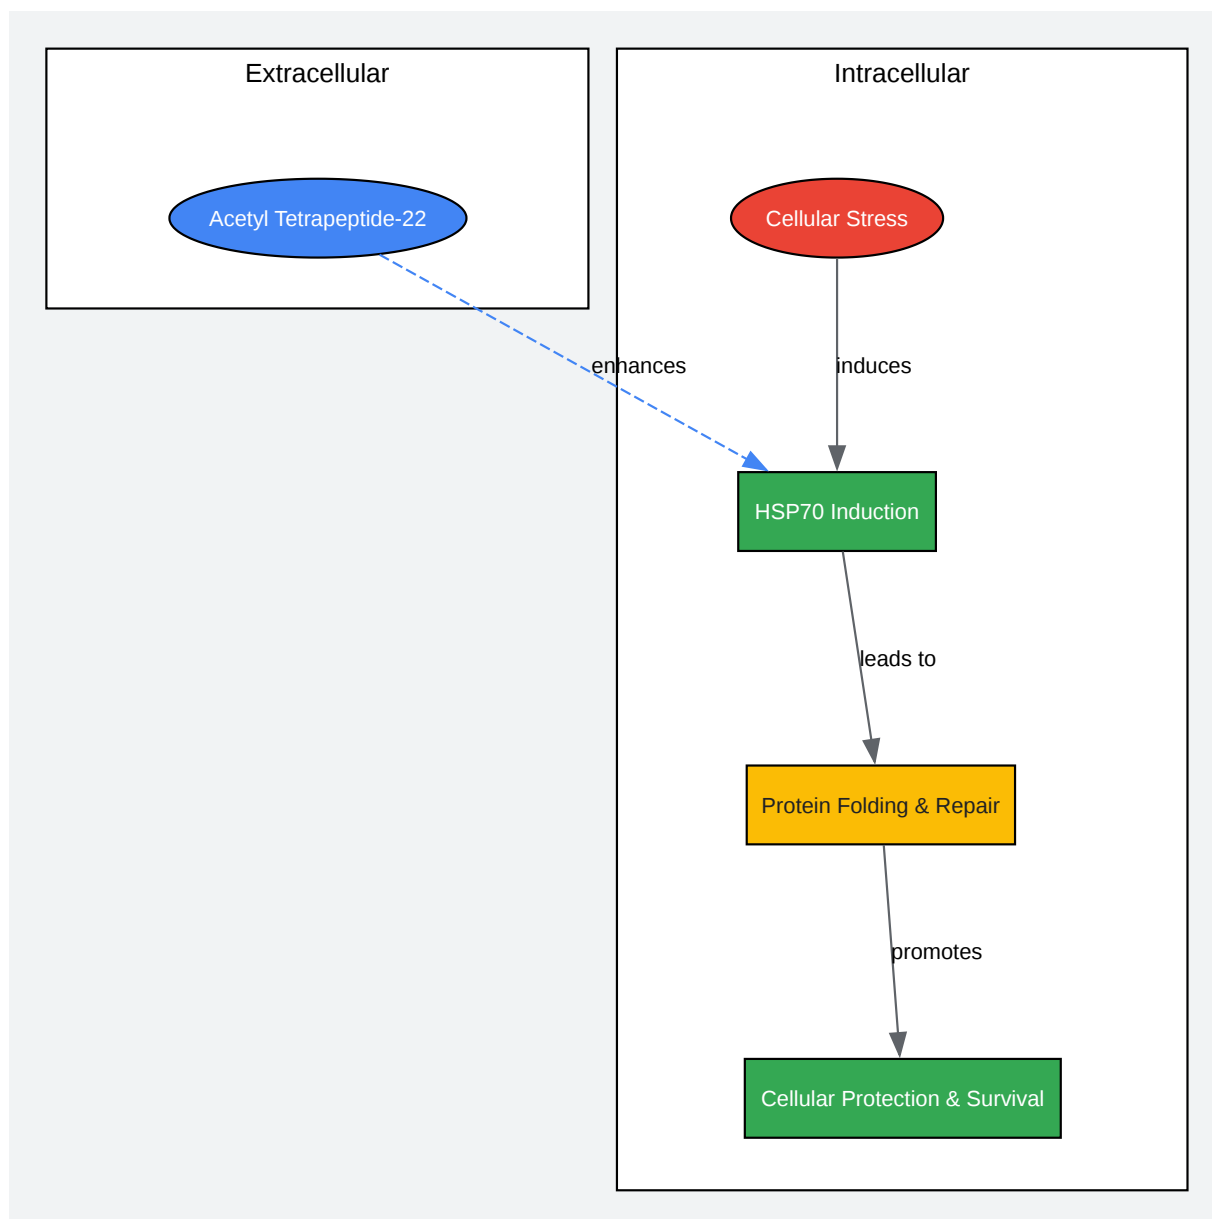 Extracellular
Intracellular
Acetyl Tetrapeptide-22
Cellular Stress
enhances
induces
HSP70 Induction
leads to
Protein Folding & Repair
promotes
Cellular Protection & Survival